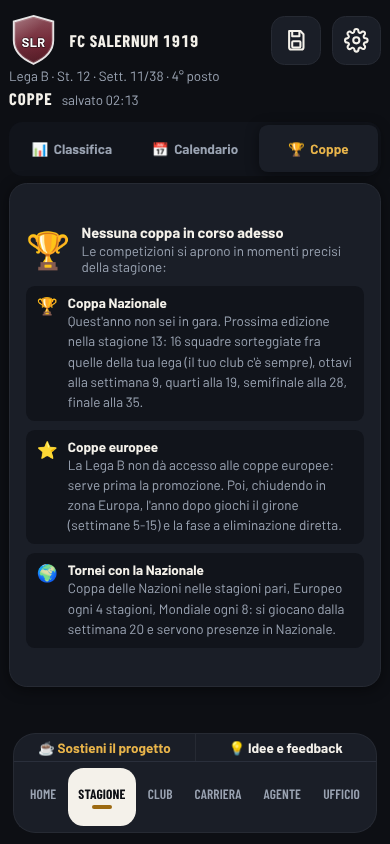 SLR
FC SALERNUM 1919
Lega B · St. 12 · Sett. 11/38 · 4° posto
COPPE salvato 02:13
Classifica
Calendario
Coppe
Nessuna coppa in corso adesso
Le competizioni si aprono in momenti precisi
della stagione:
Coppa Nazionale
Quest'anno non sei in gara. Prossima edizione
nella stagione 13: 16 squadre sorteggiate fra
quelle della tua lega (il tuo club c'è sempre), ottavi
alla settimana 9, quarti alla 19, semifinale alla 28,
finale alla 35.
Coppe europee
La Lega B non dà accesso alle coppe europee:
serve prima la promozione. Poi, chiudendo in
zona Europa, l'anno dopo giochi il girone
(settimane 5-15) e la fase a eliminazione diretta.
Tornei con la Nazionale
Coppa delle Nazioni nelle stagioni pari, Europeo
ogni 4 stagioni, Mondiale ogni 8: si giocano dalla
settimana 20 e servono presenze in Nazionale.
Sostieni il progetto
Idee e feedback
HOME
STAGIONE
CLUB
CARRIERA
AGENTE
UFFICIO